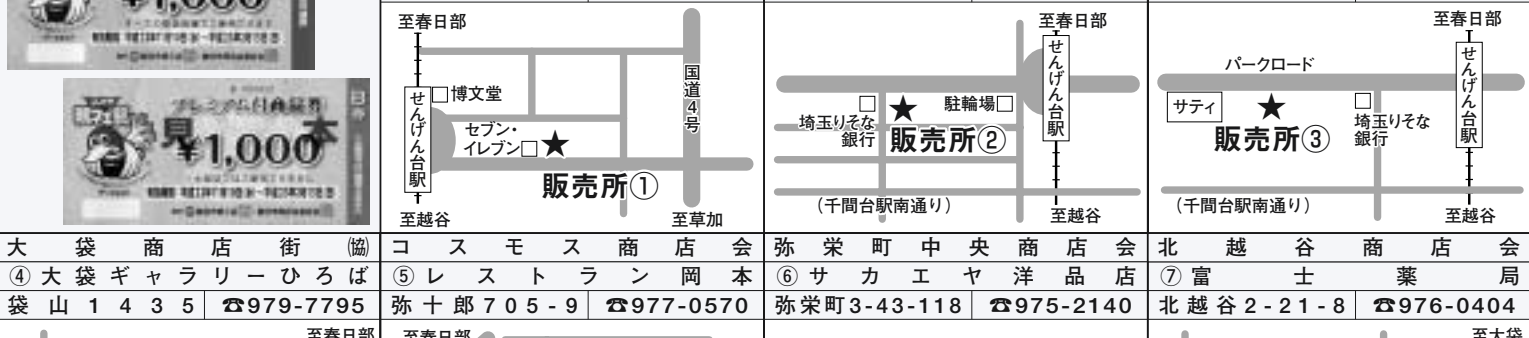 ¥1,000
プレミアム付商品券
見 本
¥1,000
至春日部
国道4号
博文堂
せんげん台駅
セブン・
イレブン
★
販売所①
至越谷
至草加
至春日部
せんげん台駅
駐輪場
埼玉りそな
銀行
★
販売所②
(千間台駅南通り)
至越谷
至春日部
せんげん台駅
パークロード
サティ
★
埼玉りそな
銀行
販売所③
(千間台駅南通り)
至越谷
大袋商店街㈿
④大袋ギャラリーひろば
袋山1435 ☎979-7795
コスモス商店会
⑤レストラン岡本
弥十郎705-9 ☎977-0570
弥栄町中央商店会
⑥サカエヤ洋品店
弥栄町3-43-118 ☎975-2140
北越谷商店会
⑦富士薬局
北越谷2-21-8 ☎976-0404
至春日部
至春日部
至大袋